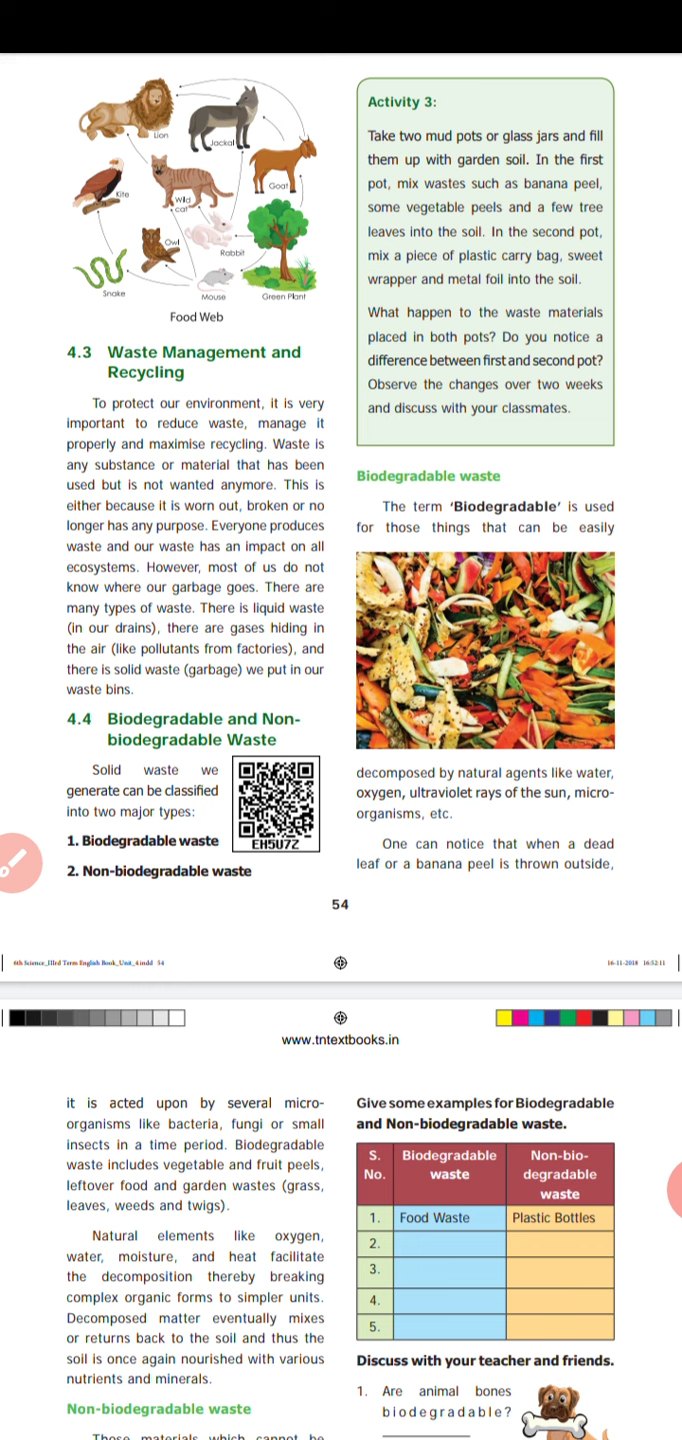 Lion
Jackal
Goat
Kite
Wild
cat
Owl
Rabbit
Snake
Mouse
Green Plant
Food Web
4.3 Waste Management and
Recycling
To protect our environment, it is very
important to reduce waste, manage it
properly and maximise recycling. Waste is
any substance or material that has been
used but is not wanted anymore. This is
either because it is worn out, broken or no
longer has any purpose. Everyone produces
waste and our waste has an impact on all
ecosystems. However, most of us do not
know where our garbage goes. There are
many types of waste. There is liquid waste
(in our drains), there are gases hiding in
the air (like pollutants from factories), and
there is solid waste (garbage) we put in our
waste bins.
4.4 Biodegradable and Non-
biodegradable Waste
Solid waste we
generate can be classified
into two major types:
1. Biodegradable waste
2. Non-biodegradable waste
EH5U7Z
Activity 3:
Take two mud pots or glass jars and fill
them up with garden soil. In the first
pot, mix wastes such as banana peel,
some vegetable peels and a few tree
leaves into the soil. In the second pot,
mix a piece of plastic carry bag, sweet
wrapper and metal foil into the soil.
What happen to the waste materials
placed in both pots? Do you notice a
difference between first and second pot?
Observe the changes over two weeks
and discuss with your classmates.
Biodegradable waste
The term ‘Biodegradable’ is used
for those things that can be easily
decomposed by natural agents like water,
oxygen, ultraviolet rays of the sun, micro-
organisms, etc.
One can notice that when a dead
leaf or a banana peel is thrown outside,
54
6th Science_IIIrd Term English Book_Unit_4.indd 54
16-11-2018 16:52:11
www.tntextbooks.in
it is acted upon by several micro-
organisms like bacteria, fungi or small
insects in a time period. Biodegradable
waste includes vegetable and fruit peels,
leftover food and garden wastes (grass,
leaves, weeds and twigs).
Natural elements like oxygen,
water, moisture, and heat facilitate
the decomposition thereby breaking
complex organic forms to simpler units.
Decomposed matter eventually mixes
or returns back to the soil and thus the
soil is once again nourished with various
nutrients and minerals.
Non-biodegradable waste
Those materials which cannot be
Give some examples for Biodegradable
and Non-biodegradable waste.
S. No. Biodegradable waste Non-bio-degradable waste
1. Food Waste Plastic Bottles
2.
3.
4.
5.
Discuss with your teacher and friends.
1. Are animal bones
biodegradable?